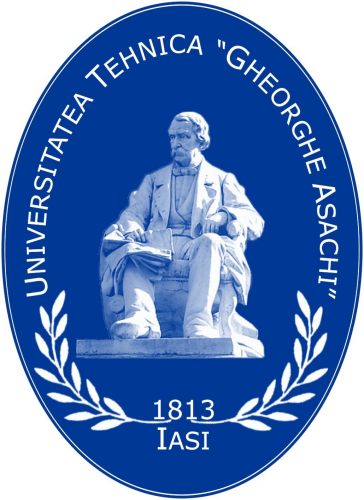 UNIVERSITATEA TEHNICA "GHEORGHE ASACHI"
1813
IASI